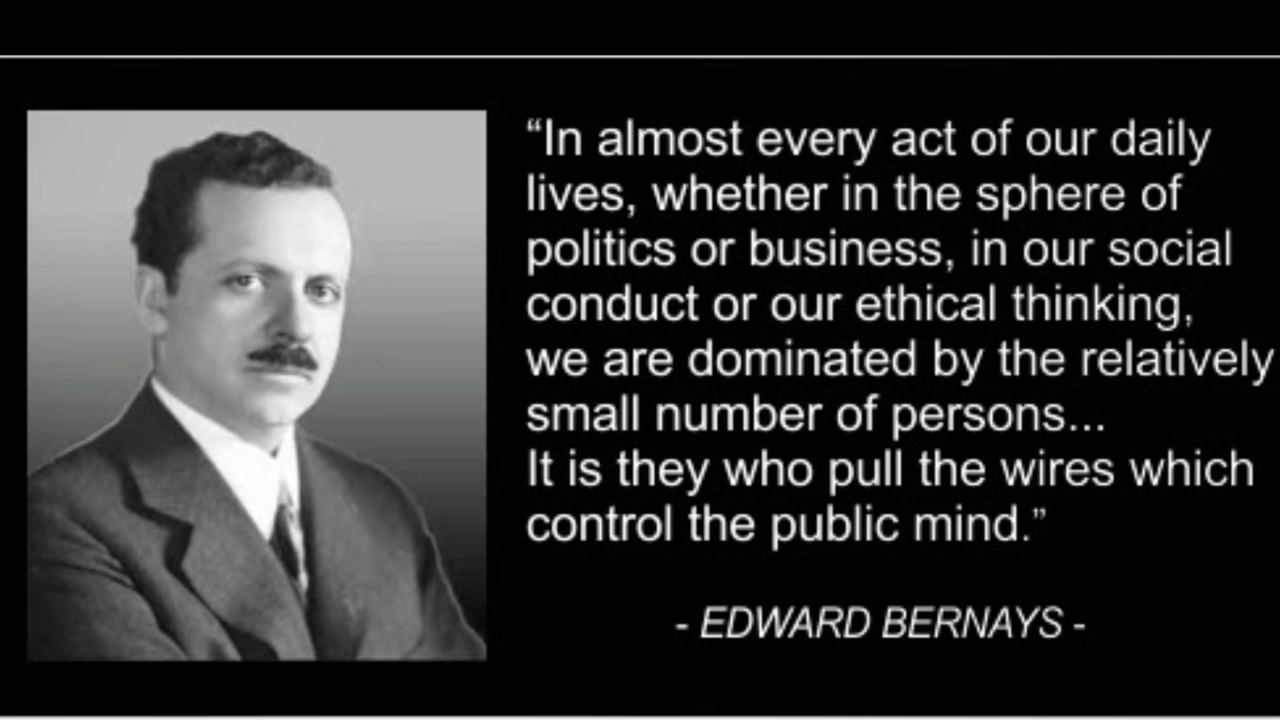 “In almost every act of our daily
lives, whether in the sphere of
politics or business, in our social
conduct or our ethical thinking,
we are dominated by the relatively
small number of persons...
It is they who pull the wires which
control the public mind.”
- EDWARD BERNAYS -